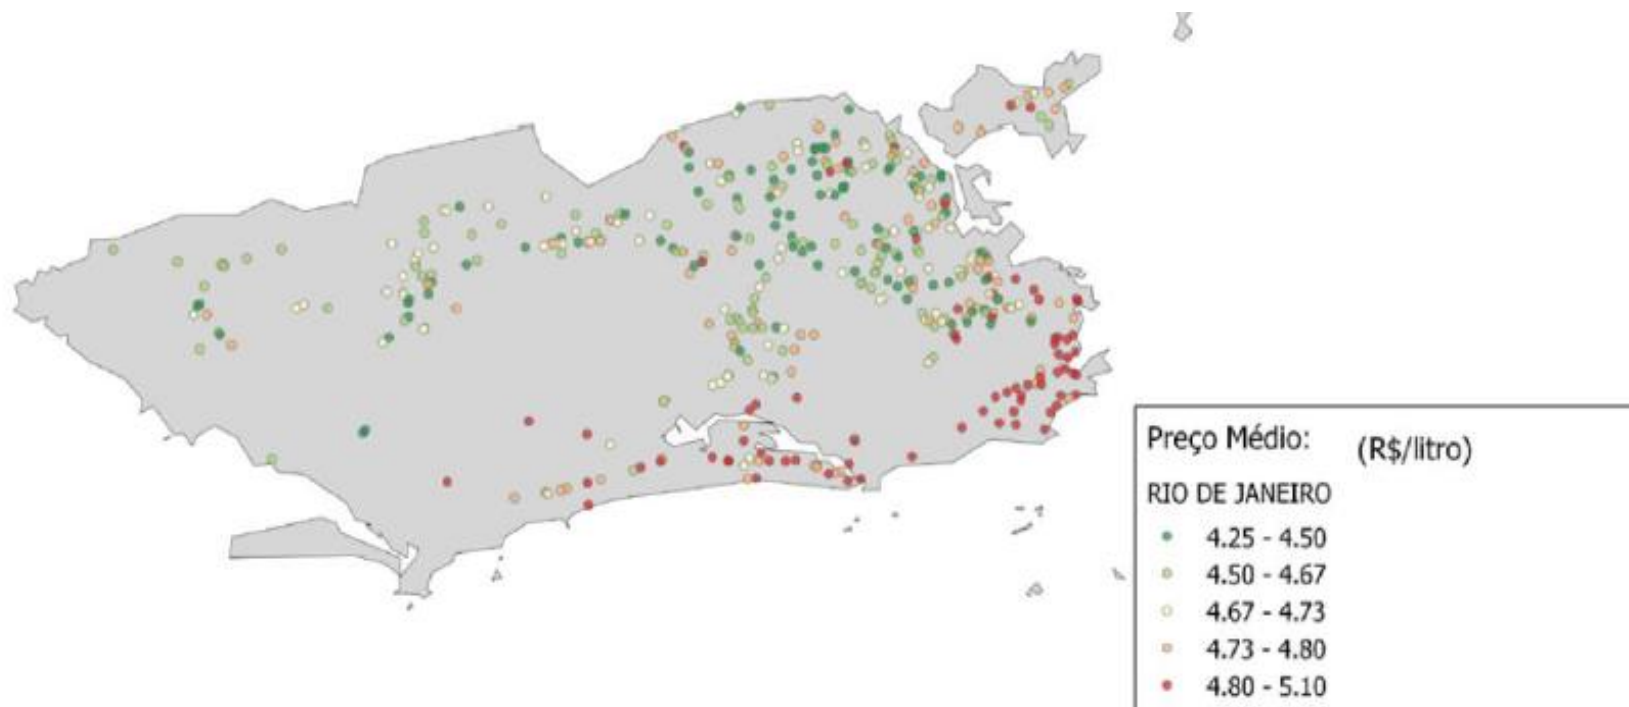 Preço Médio: (R$/litro)
RIO DE JANEIRO
4.25 - 4.50
4.50 - 4.67
4.67 - 4.73
4.73 - 4.80
4.80 - 5.10